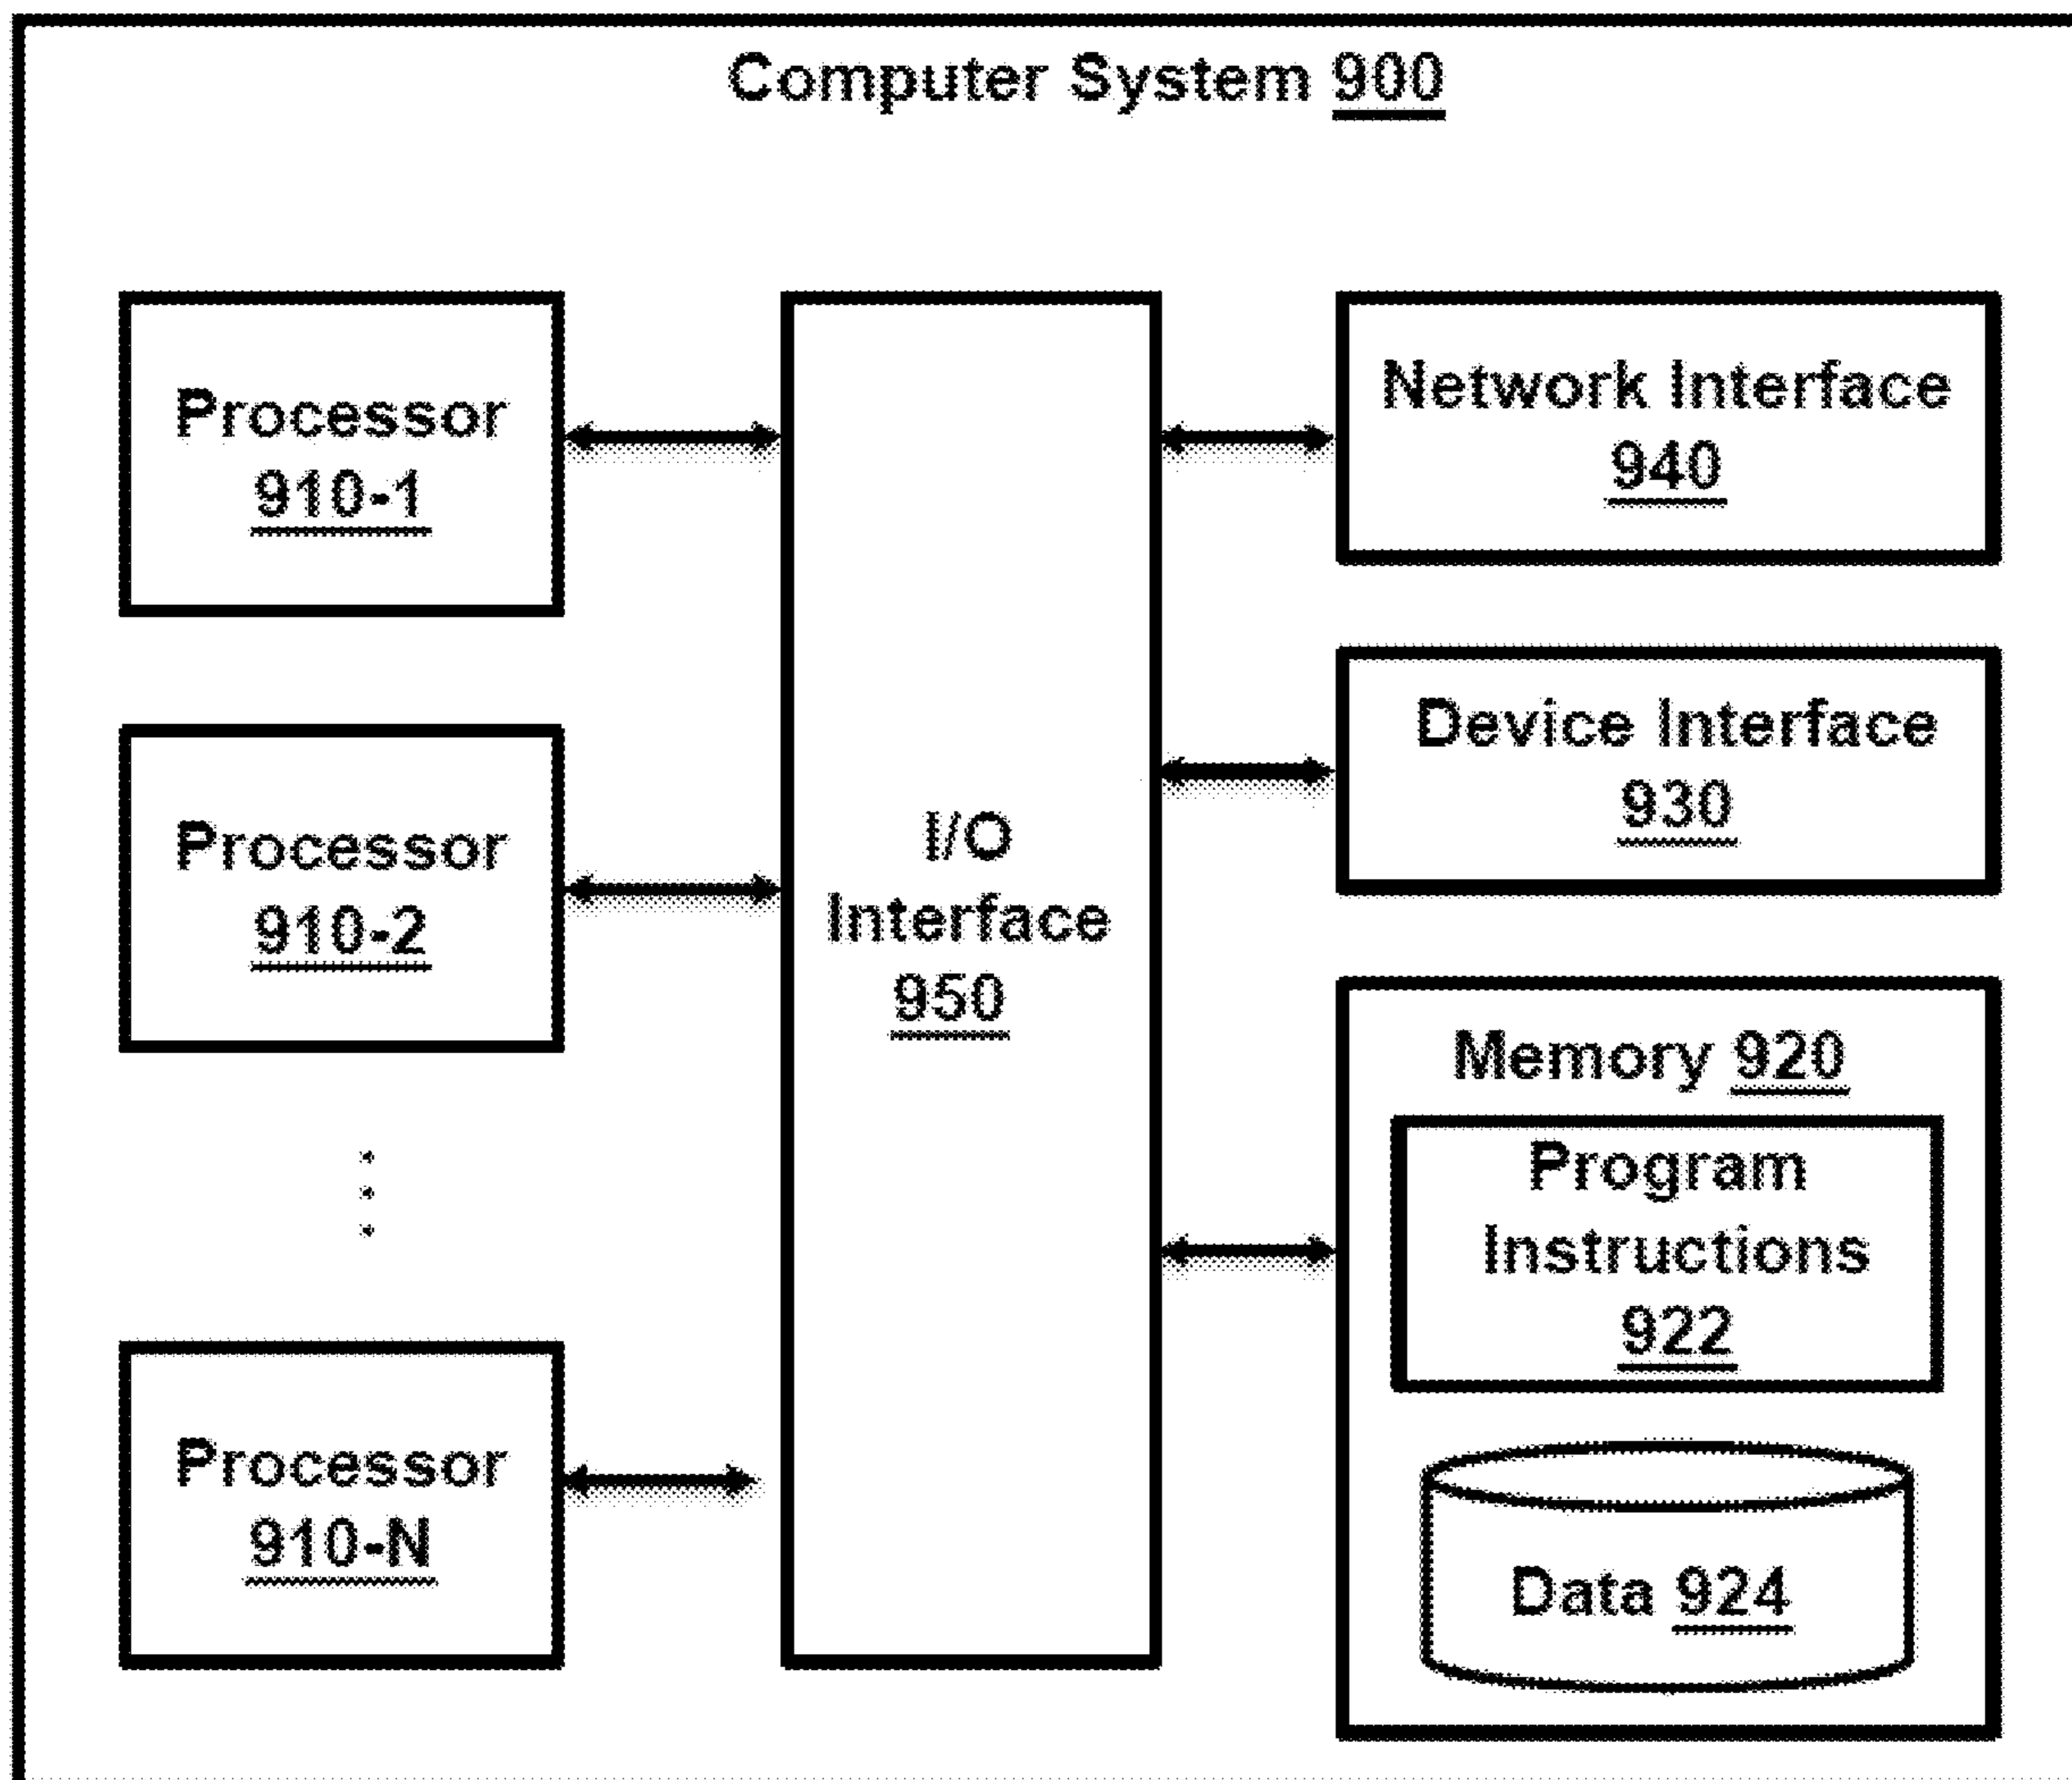 Computer System 900
Processor
910-1
Processor
910-2
Processor
910-N
I/O
Interface
950
Network Interface
940
Device Interface
930
Memory 920
Program
Instructions
922
Data 924